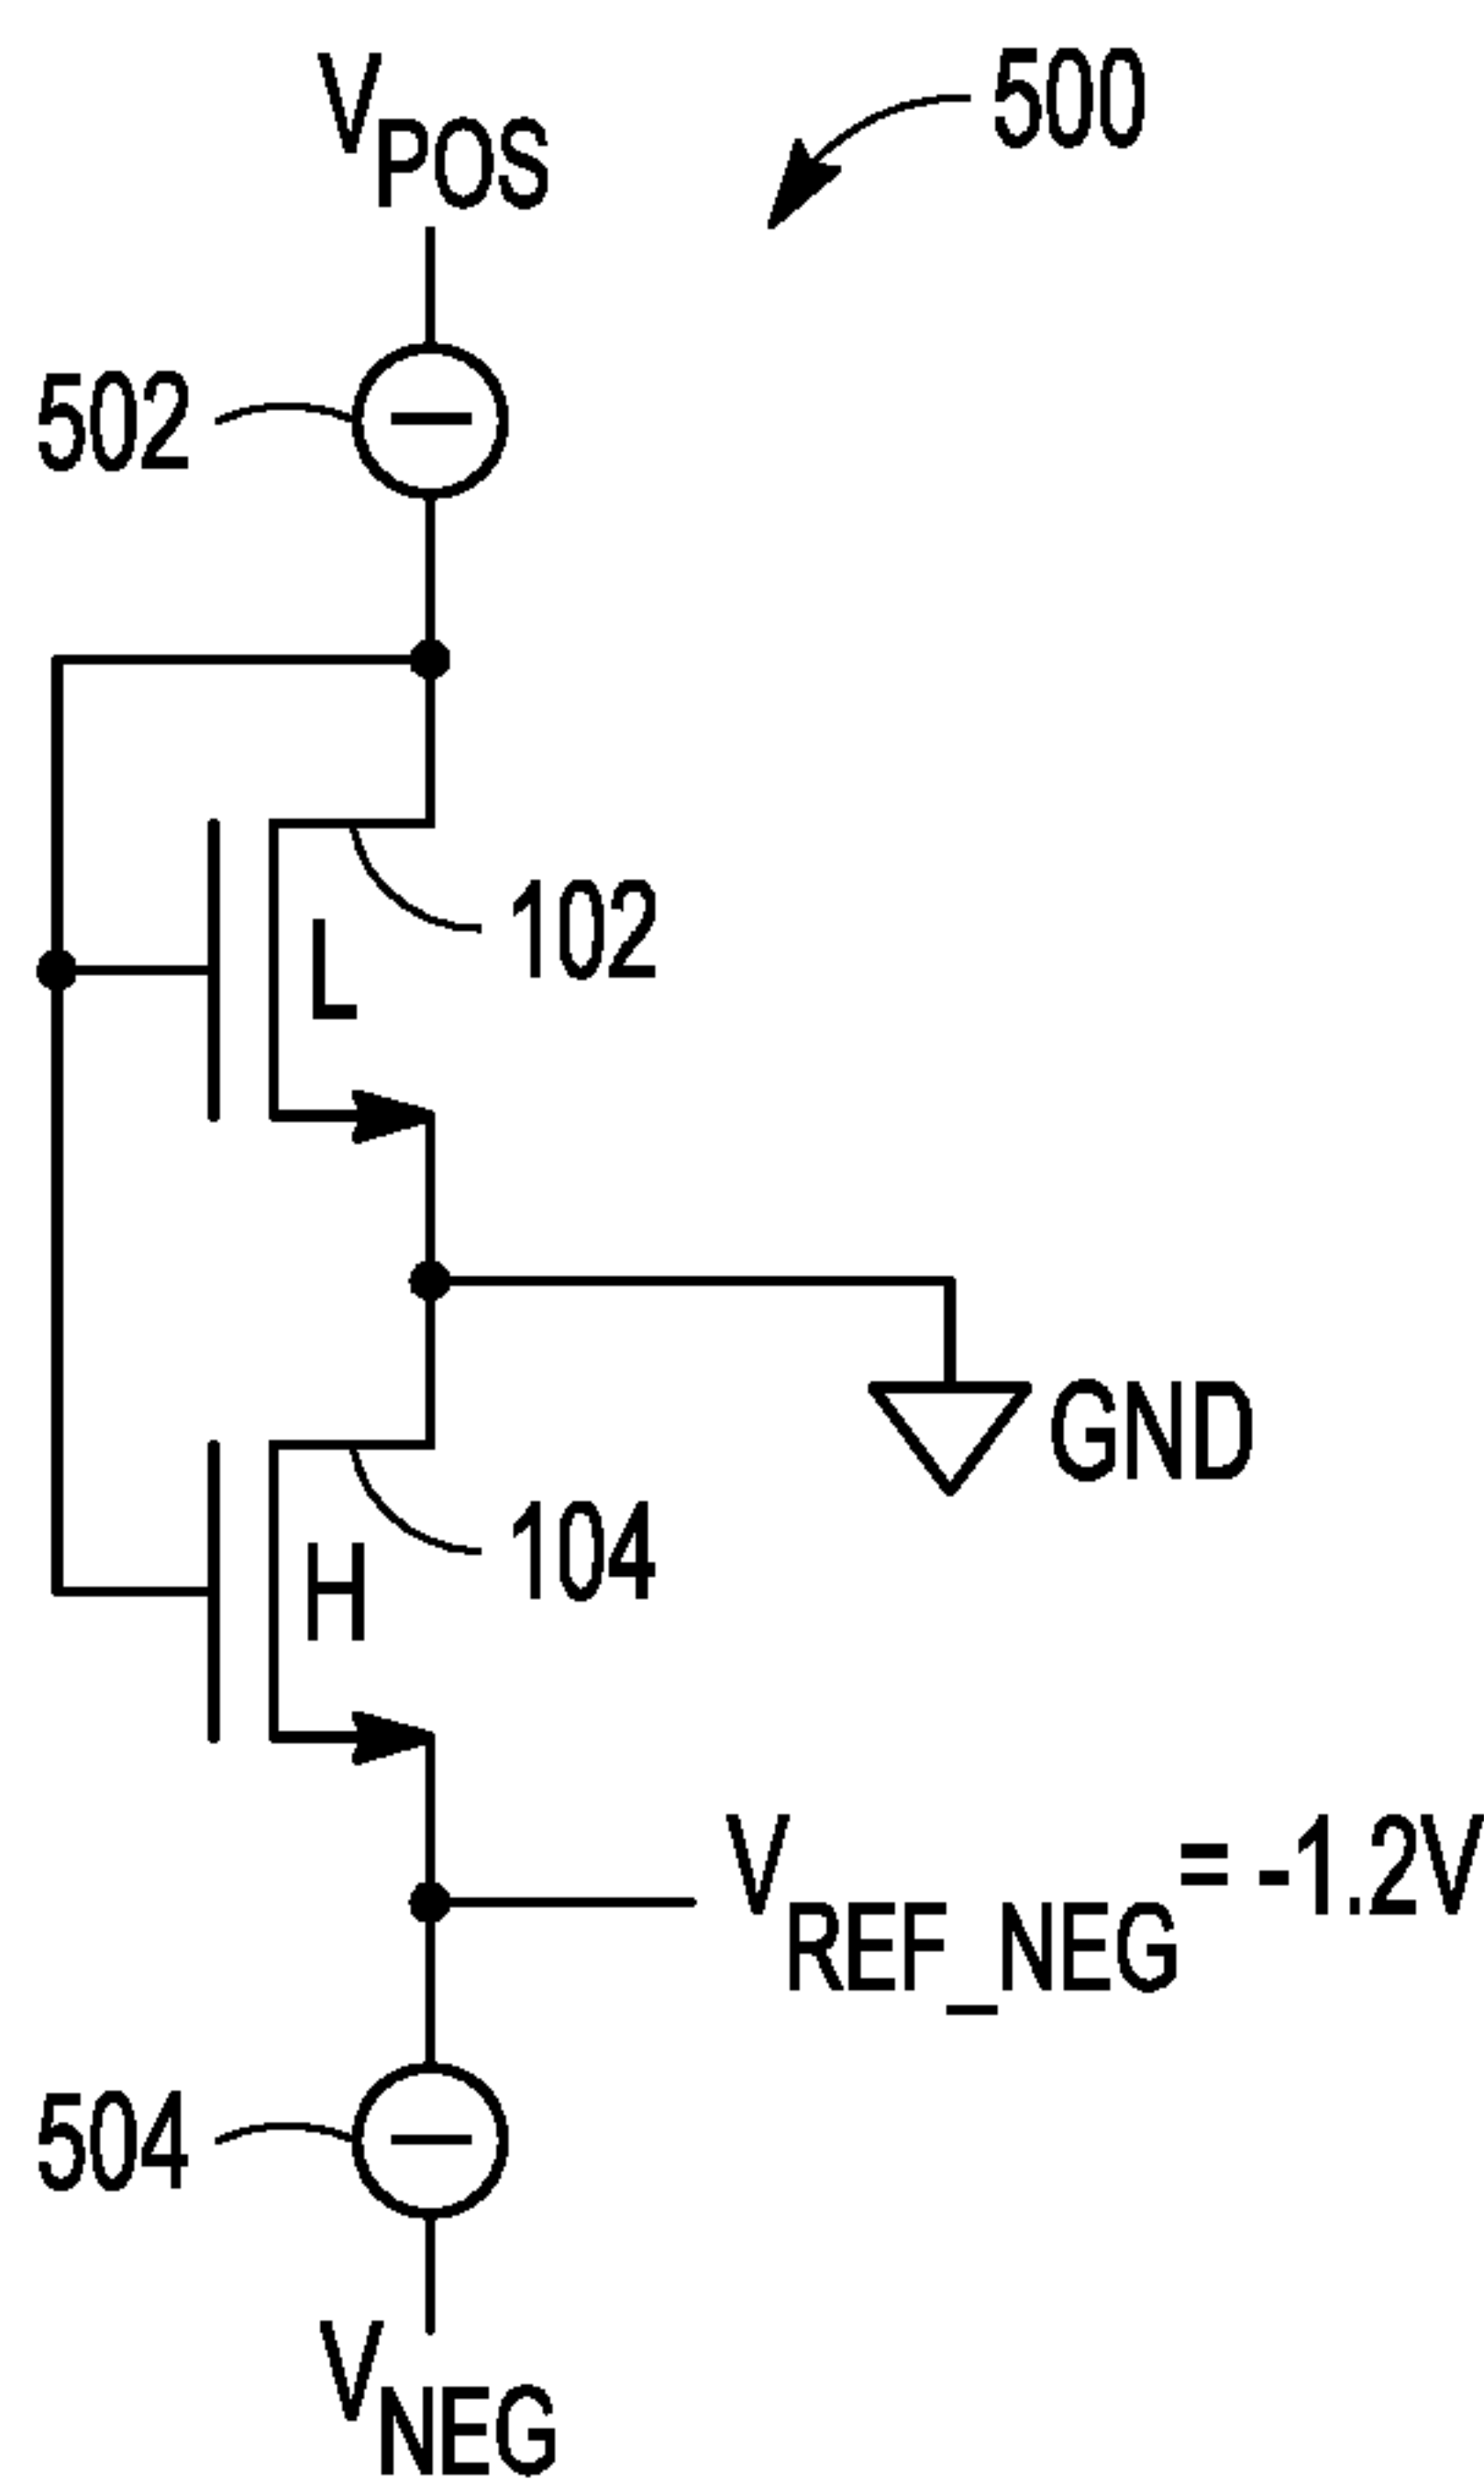 V_POS
500
502
102
L
GND
104
H
V_REF_NEG = -1.2V
504
V_NEG